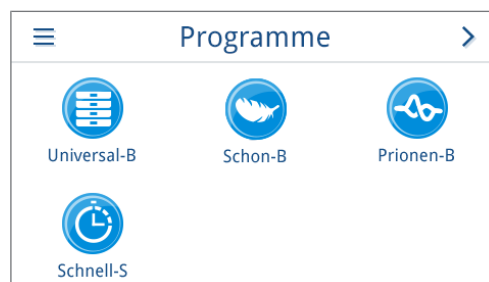 Programme
Universal-B
Schon-B
Prionen-B
Schnell-S